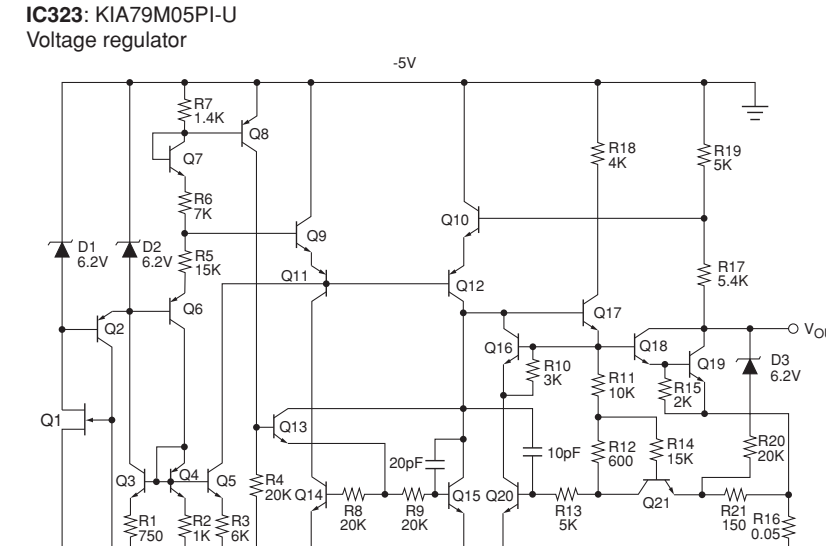 IC323: KIA79M05PI-U
Voltage regulator
-5V
R7
1.4K
Q8
Q7
R18
4K
R19
5K
R6
7K
Q10
Q9
D1
6.2V
D2
6.2V
R5
15K
R17
5.4K
Q11
Q12
Q6
Q2
Q17
Q16
Q18
Q19
D3
6.2V
R10
3K
R11
10K
R15
2K
Q1
Q13
20pF
10pF
R12
600
R14
15K
R20
20K
Q3
Q4
Q5
R4
20K
Q14
R8
20K
R9
20K
Q15
Q20
R13
5K
Q21
R21
150
R16
0.05
R1
750
R2
1K
R3
6K